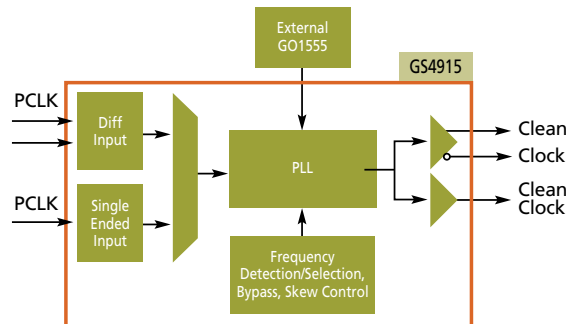 External
GO1555
GS4915
PCLK
Diff
Input
Clean
Clock
PLL
PCLK
Single
Ended
Input
Clean
Clock
Frequency
Detection/Selection,
Bypass, Skew Control